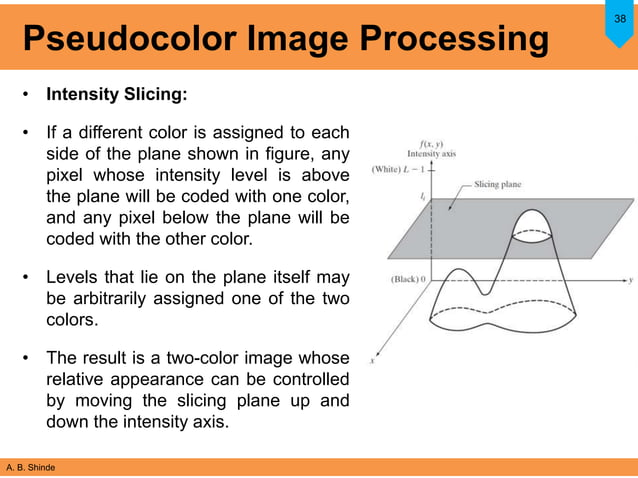 38
Pseudocolor Image Processing
• Intensity Slicing:
• If a different color is assigned to each
side of the plane shown in figure, any
pixel whose intensity level is above
the plane will be coded with one color,
and any pixel below the plane will be
coded with the other color.
• Levels that lie on the plane itself may
be arbitrarily assigned one of the two
colors.
• The result is a two-color image whose
relative appearance can be controlled
by moving the slicing plane up and
down the intensity axis.
f(x, y)
Intensity axis
(White) L − 1
Slicing plane
(Black) 0
y
x
A. B. Shinde